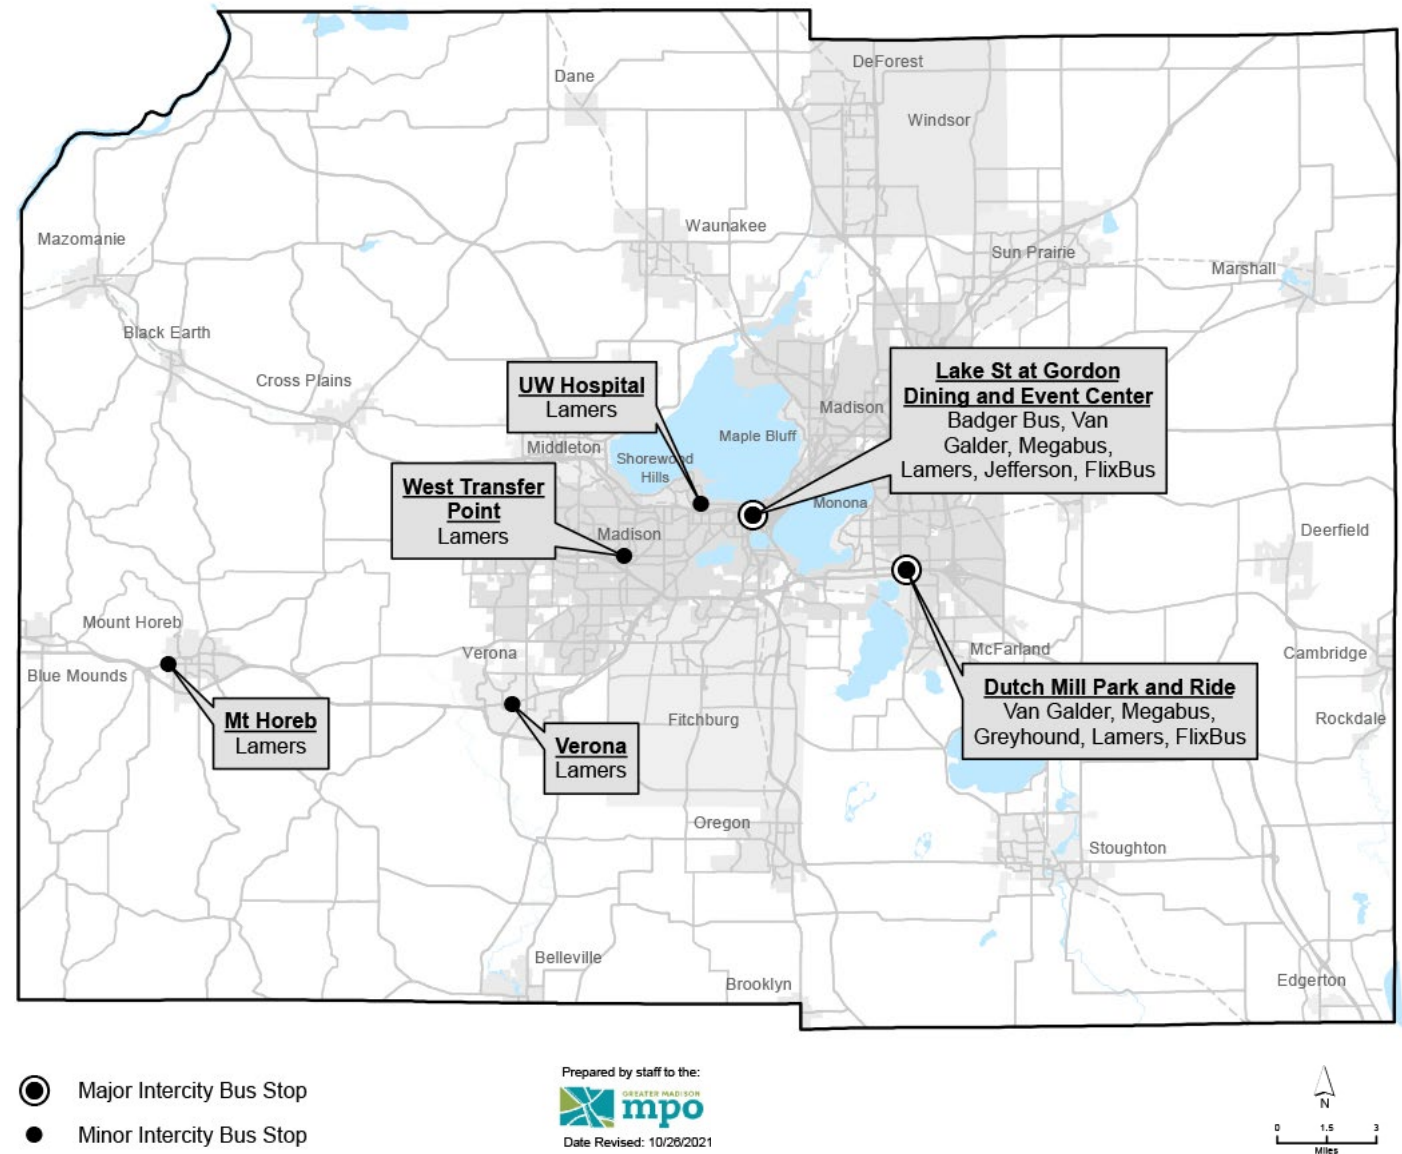 DeForest
Dane
Windsor
Waunakee
Mazomanie
Sun Prairie
Marshall
Black Earth
Cross Plains
UW Hospital
Lamers
Lake St at Gordon
Dining and Event Center
Badger Bus, Van
Galder, Megabus,
Lamers, Jefferson, FlixBus
Madison
Maple Bluff
Middleton
Shorewood
Hills
West Transfer
Point
Lamers
Monona
Madison
Deerfield
Mount Horeb
Verona
McFarland
Cambridge
Blue Mounds
Dutch Mill Park and Ride
Van Galder, Megabus,
Greyhound, Lamers, FlixBus
Mt Horeb
Lamers
Fitchburg
Rockdale
Verona
Lamers
Oregon
Stoughton
Belleville
Brooklyn
Edgerton
Major Intercity Bus Stop
Minor Intercity Bus Stop
Prepared by staff to the:
GREATER MADISON
mpo
Date Revised: 10/26/2021
N
0 1.5 3
Miles